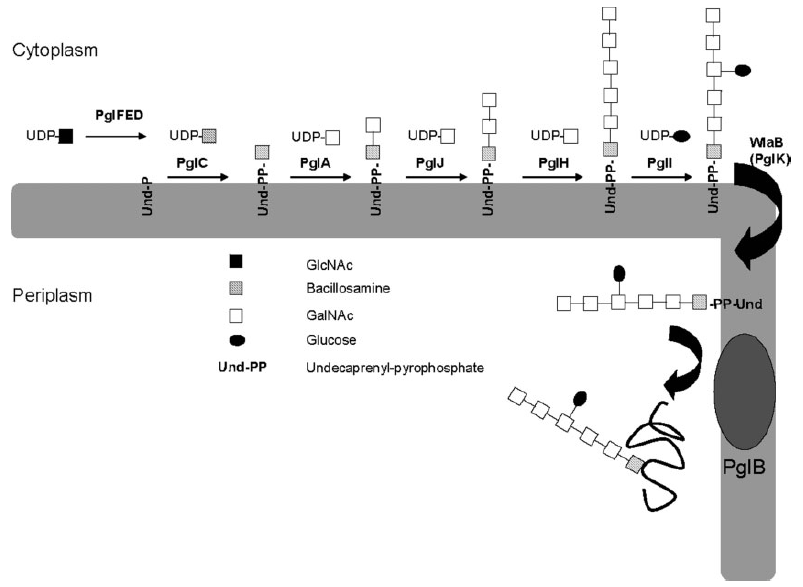 Cytoplasm
PglFED
UDP-
UDP-
UDP-
UDP-
UDP-
UDP-
PglC
PglA
PglJ
PglH
PglI
WlaB
(PglK)
Und-P
Und-PP-
Und-PP-
Und-PP-
Und-PP-
Und-PP-
Periplasm
GlcNAc
Bacillosamine
GalNAc
Glucose
Und-PP Undecaprenyl-pyrophosphate
-PP-Und
PglB